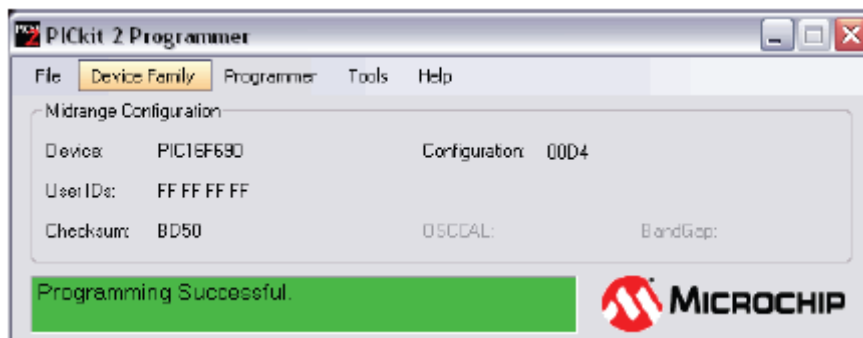 PICkit 2 Programmer
File Device Family Programmer Tools Help
Midrange Configuration
Device: PIC16F690 Configuration: 00D4
User IDs: FF FF FF FF
Checksum: BD50 OSCCAL: BandGap:
Programming Successful.
MICROCHIP